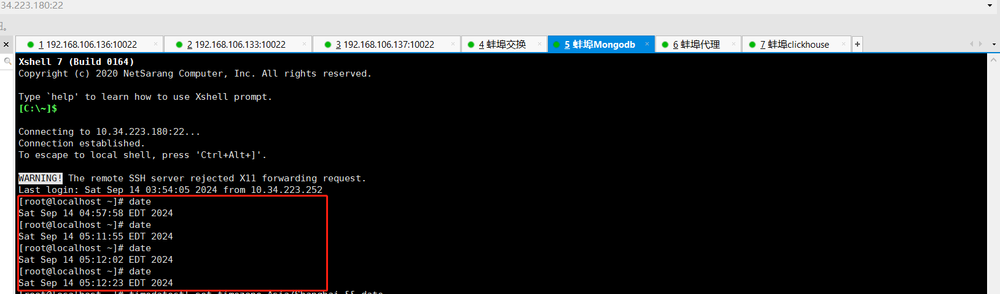 34.223.180:22
1 192.168.106.136:10022 2 192.168.106.133:10022 3 192.168.106.137:10022 4 蚌埠交换 5 蚌埠Mongodb 6 蚌埠代理 7 蚌埠clickhouse
Xshell 7 (Build 0164)
Copyright (c) 2020 NetSarang Computer, Inc. All rights reserved.
Type `help' to learn how to use Xshell prompt.
[C:\~]$
Connecting to 10.34.223.180:22...
Connection established.
To escape to local shell, press 'Ctrl+Alt+]'.
WARNING! The remote SSH server rejected X11 forwarding request.
Last login: Sat Sep 14 03:54:05 2024 from 10.34.223.252
[root@localhost ~]# date
Sat Sep 14 04:57:58 EDT 2024
[root@localhost ~]# date
Sat Sep 14 05:11:55 EDT 2024
[root@localhost ~]# date
Sat Sep 14 05:12:02 EDT 2024
[root@localhost ~]# date
Sat Sep 14 05:12:23 EDT 2024
[root@localhost ~]# timedatectl set-timezone Asia/Shanghai && date